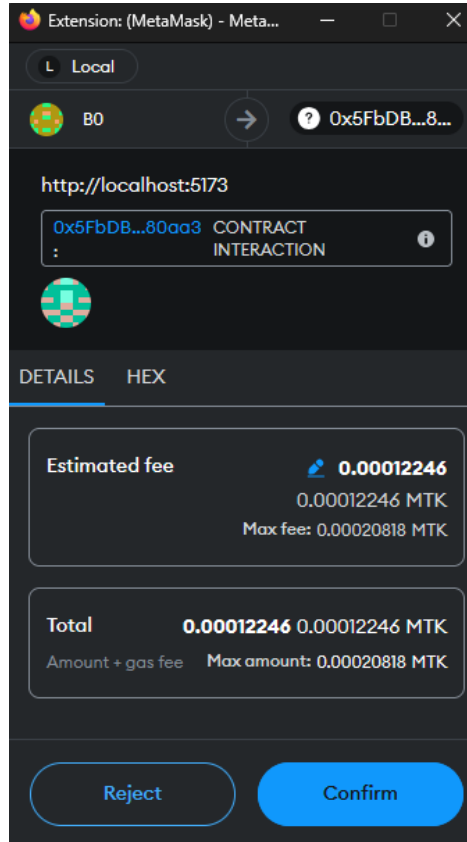 Extension: (MetaMask) - Meta...
L Local
B0
? 0x5FbDB...8...
http://localhost:5173
0x5FbDB...80aa3 CONTRACT
: INTERACTION
DETAILS HEX
Estimated fee 0.00012246
0.00012246 MTK
Max fee: 0.00020818 MTK
Total 0.00012246 0.00012246 MTK
Amount + gas fee Max amount: 0.00020818 MTK
Reject Confirm